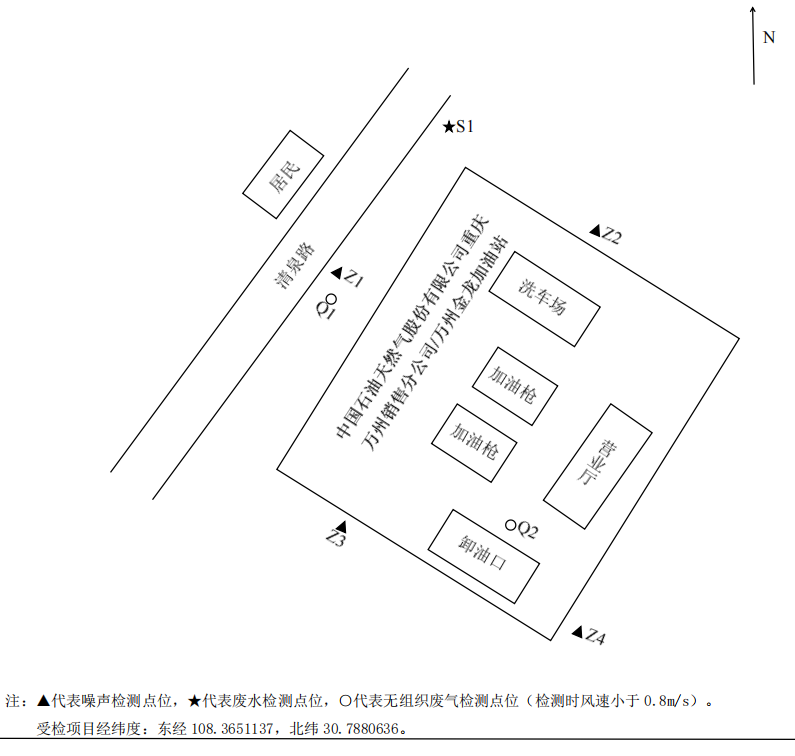 N
★S1
居民
▲Z2
清泉路
▲Z1
Q1
中国石油天然气股份有限公司重庆
万州销售分公司/万州金龙加油站
洗车场
加油枪
加油枪
营业厅
Q2
卸油口
▲Z3
▲Z4
注：▲代表噪声检测点位，★代表废水检测点位，○代表无组织废气检测点位（检测时风速小于 0.8m/s）。
受检项目经纬度：东经 108.3651137，北纬 30.7880636。